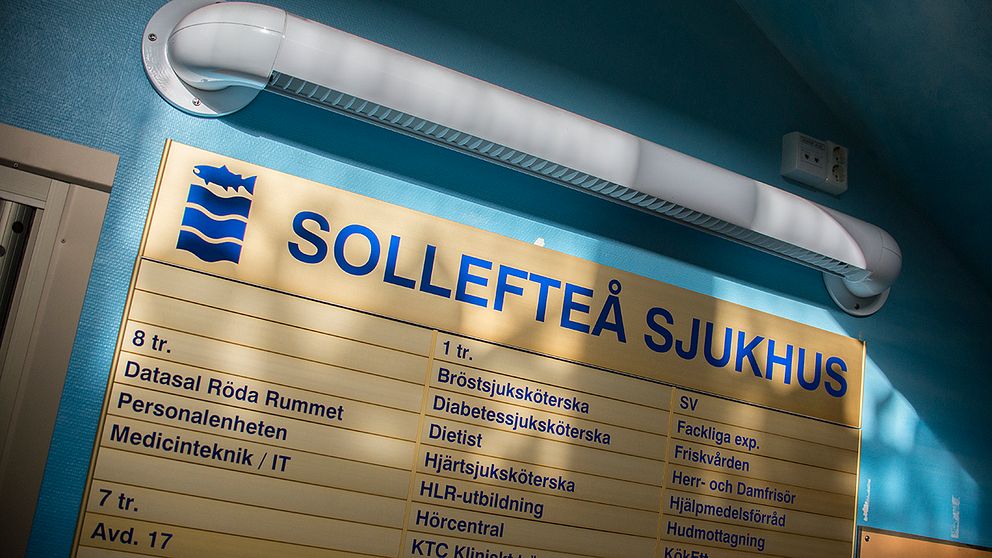 SOLLEFTEÅ SJUKHUS
8 tr.
Datasal Röda Rummet
Personalenheten
Medicinteknik / IT
7 tr.
Avd. 17
1 tr.
Bröstsjuksköterska
Diabetessjuksköterska
Dietist
Hjärtsjuksköterska
HLR-utbildning
Hörcentral
KTC
SV
Fackliga exp.
Friskvården
Herr- och Damfrisör
Hjälpmedelsförråd
Hudmottagning